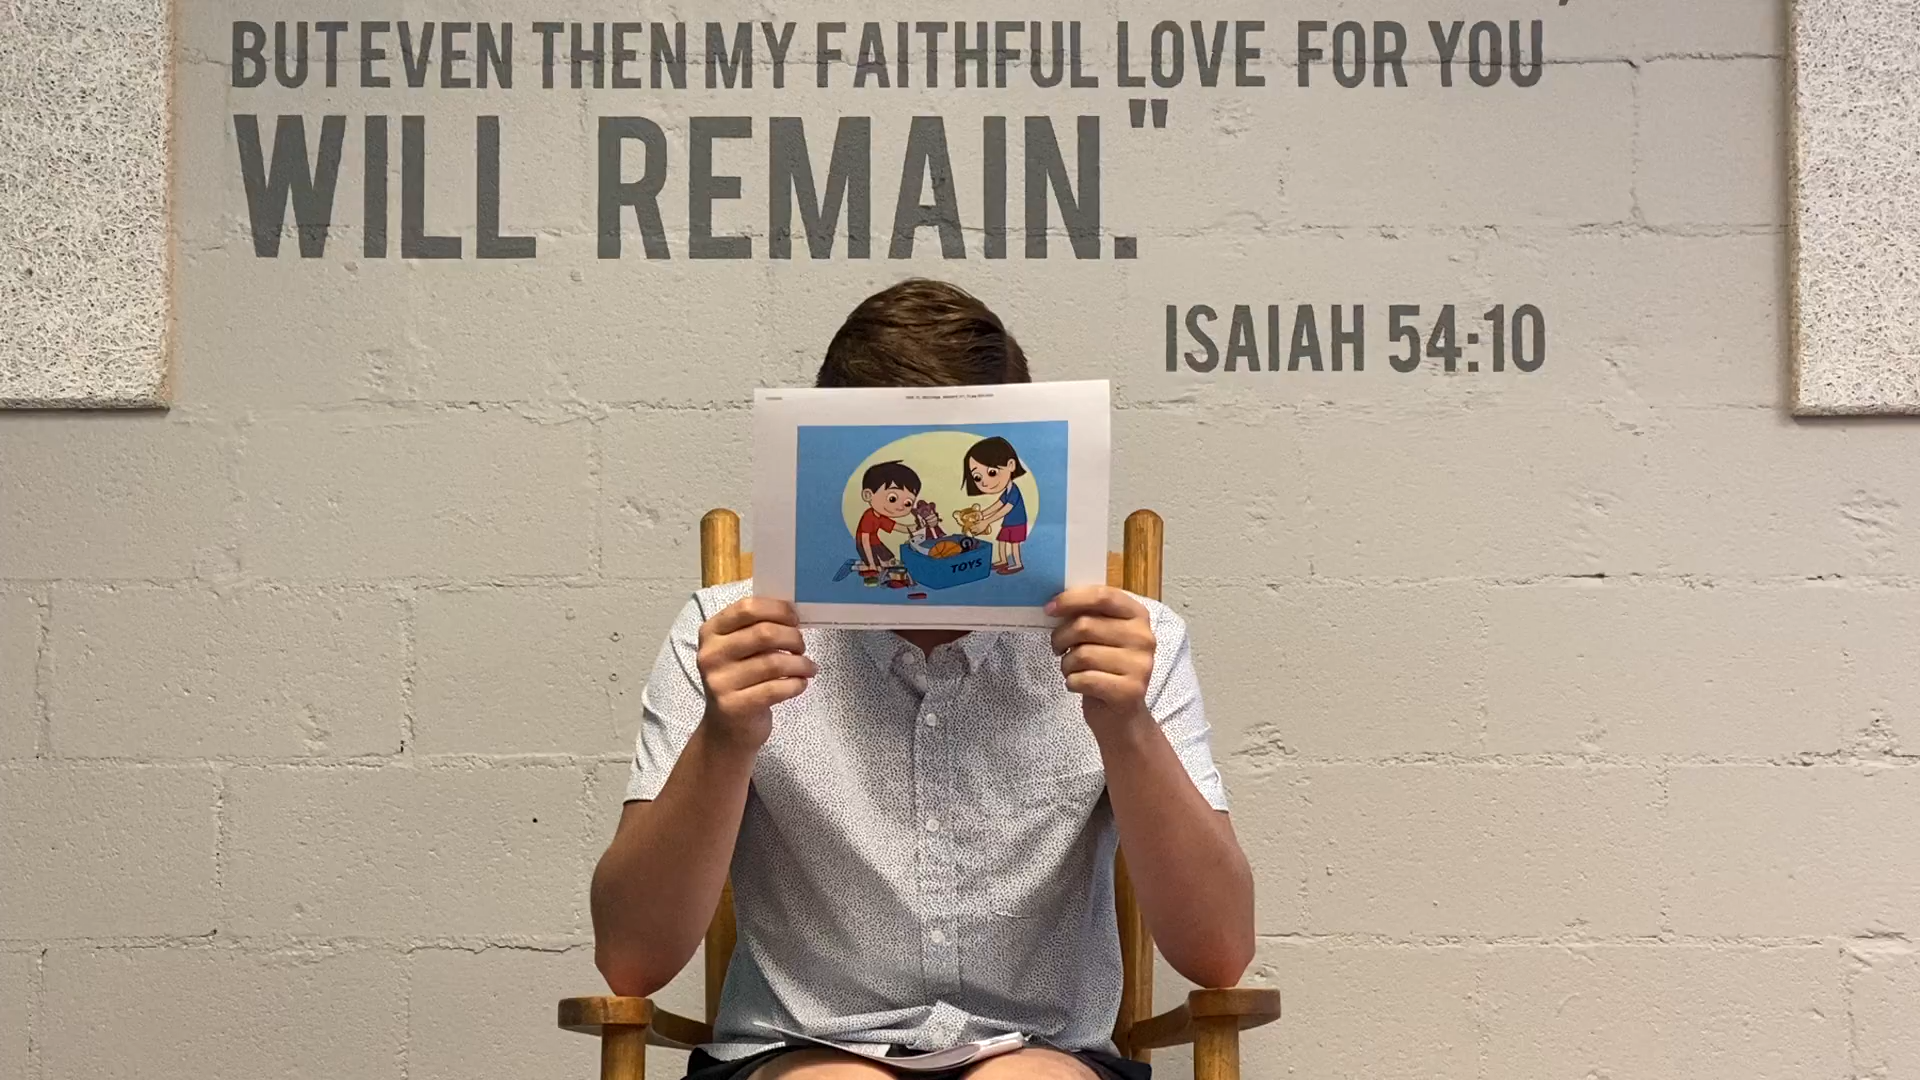 BUT EVEN THEN MY FAITHFUL LOVE FOR YOU
WILL REMAIN."
ISAIAH 54:10
TOYS